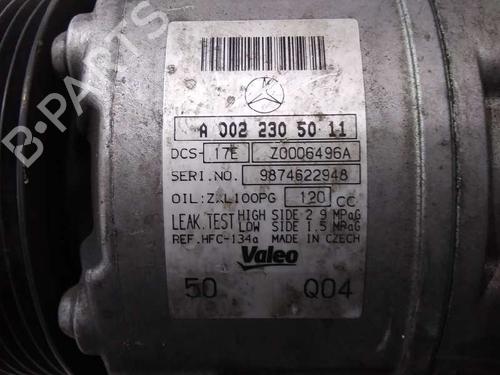 A 002 230 50 11
DCS- 17E Z0006496A
SERI.NO. 9874622948
OIL:ZXL100PG 120 CC
LEAK.TEST HIGH SIDE 2.9 MPaG
LOW SIDE 1.5 MPaG
REF.HFC-134a MADE IN CZECH
Valeo
50 Q04
B-PARTS